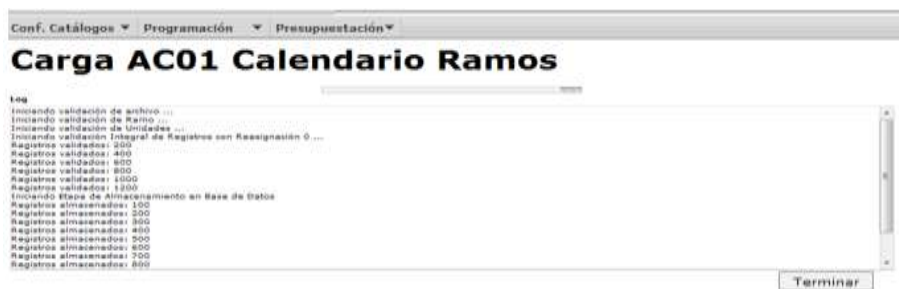 Conf. Catálogos Programación Presupuestación
Carga AC01 Calendario Ramos
Log
Iniciando validación de archivo ...
Iniciando validación de Ramo ...
Iniciando validación de Unidades ...
Iniciando validación Integral de Registros con Reasignación 0 ...
Registros validados: 200
Registros validados: 400
Registros validados: 600
Registros validados: 800
Registros validados: 1000
Registros validados: 1200
Iniciando Etapa de Almacenamiento en Base de Datos
Registros almacenados: 100
Registros almacenados: 200
Registros almacenados: 300
Registros almacenados: 400
Registros almacenados: 500
Registros almacenados: 600
Registros almacenados: 700
Registros almacenados: 800
Terminar